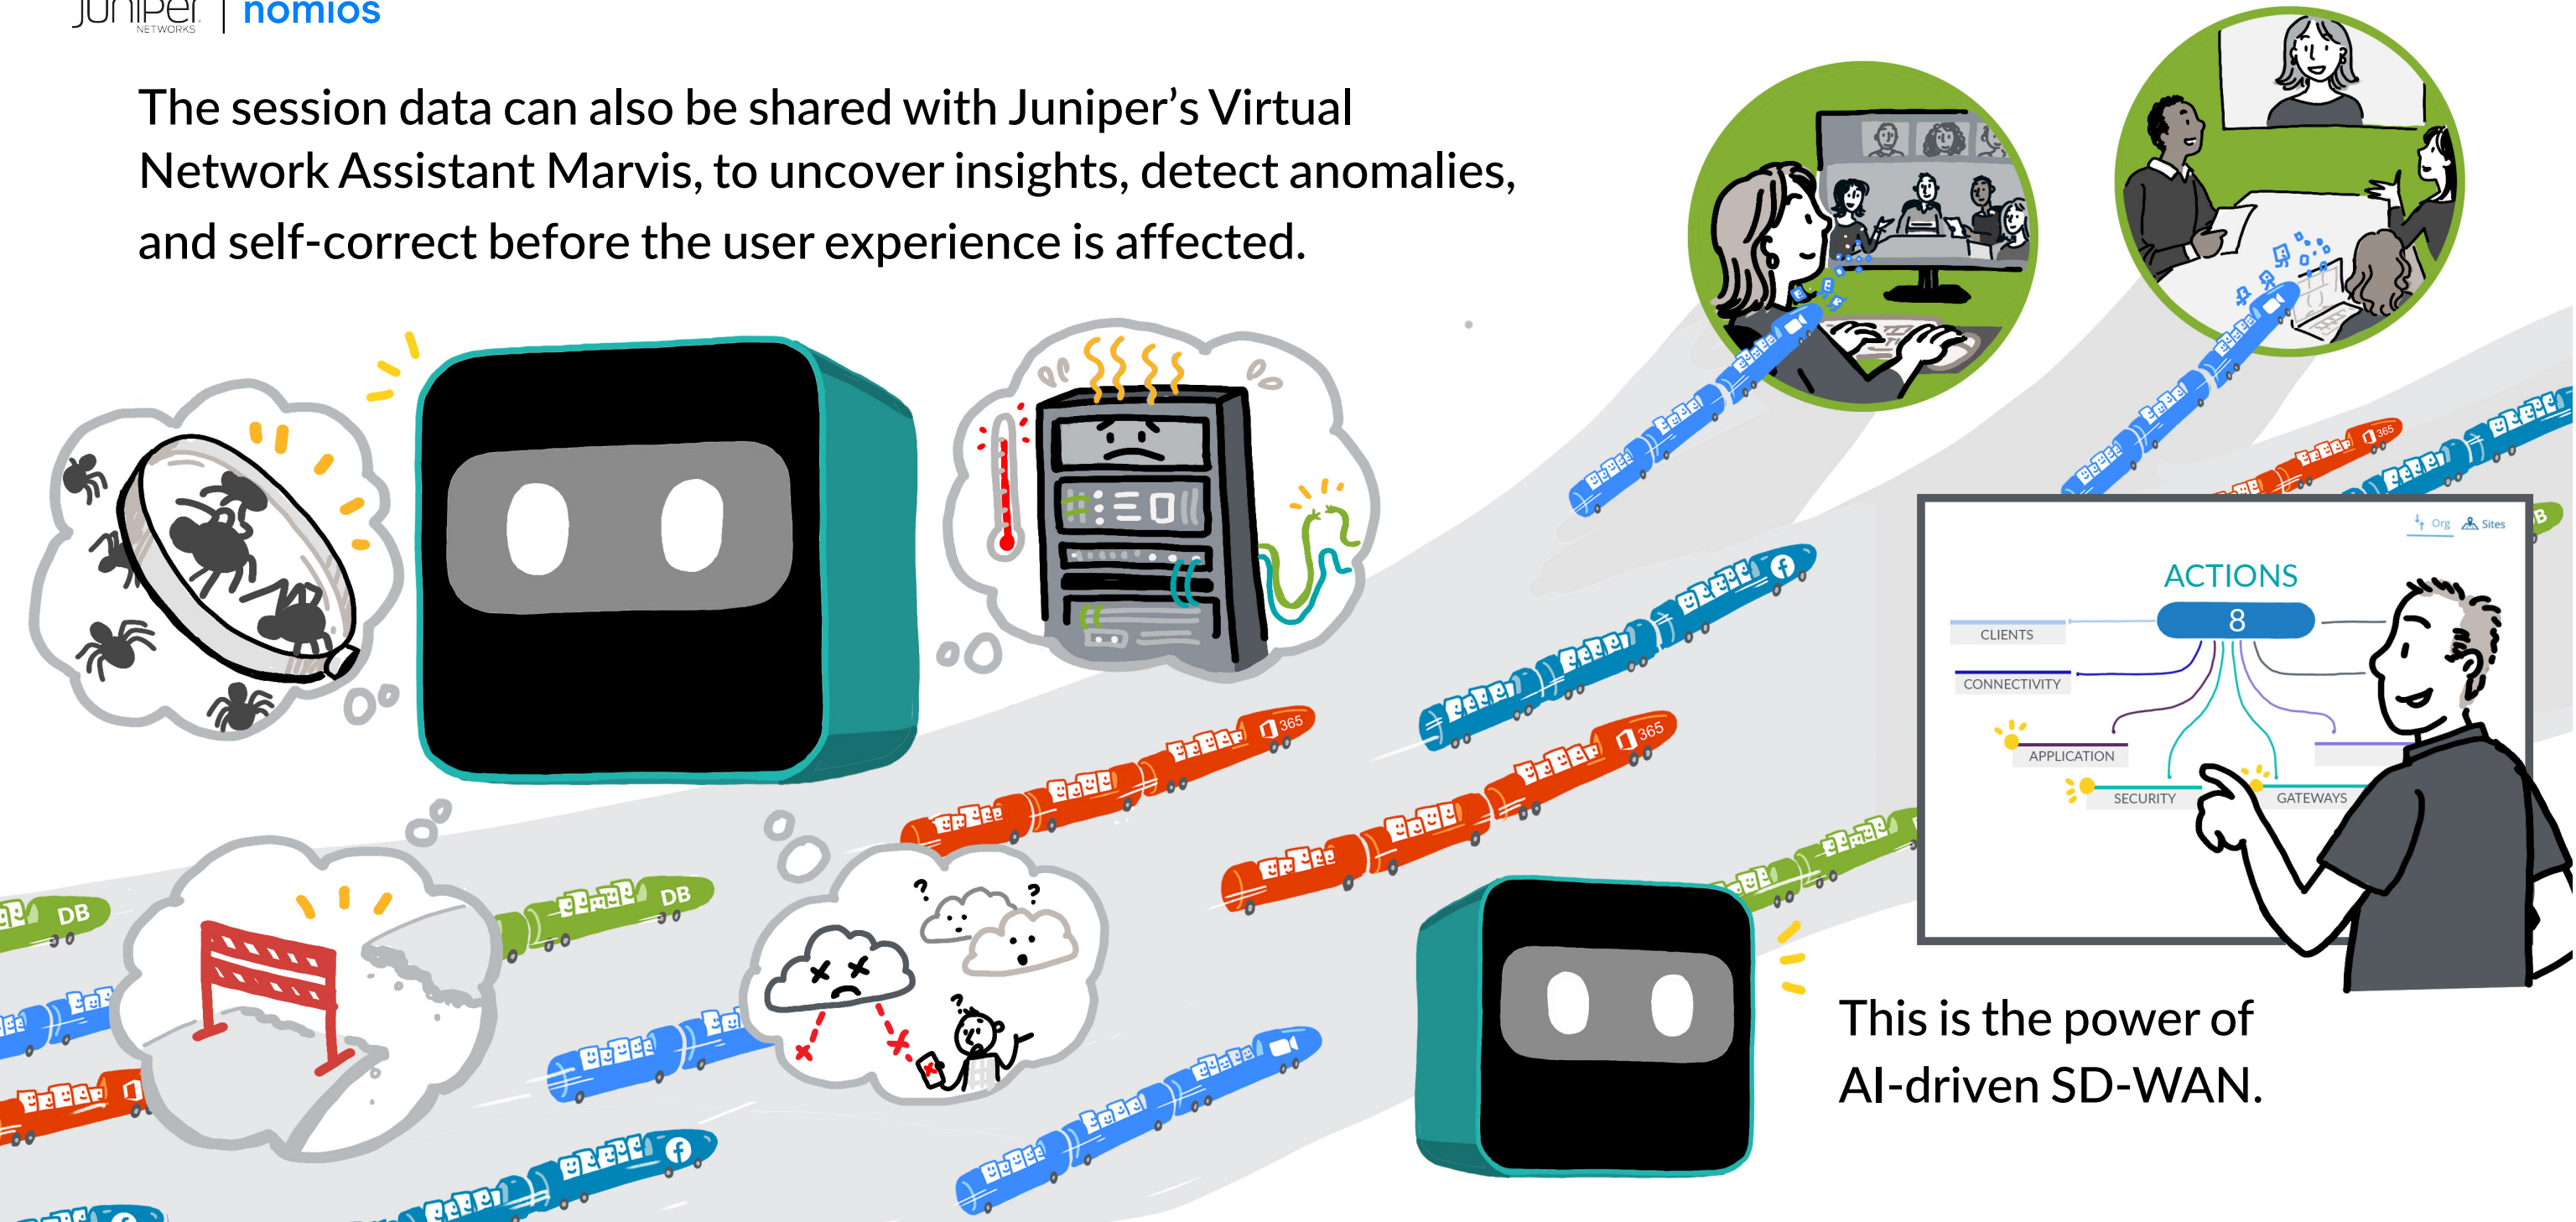 JUNIPer
NETWORKS
nomios
The session data can also be shared with Juniper's Virtual
Network Assistant Marvis, to uncover insights, detect anomalies,
and self-correct before the user experience is affected.
365
Org
Sites
B
ACTIONS
8
CLIENTS
CONNECTIVITY
APPLICATION
SECURITY
GATEWAYS
365
365
DB
DB
?
?
?
This is the power of
AI-driven SD-WAN.